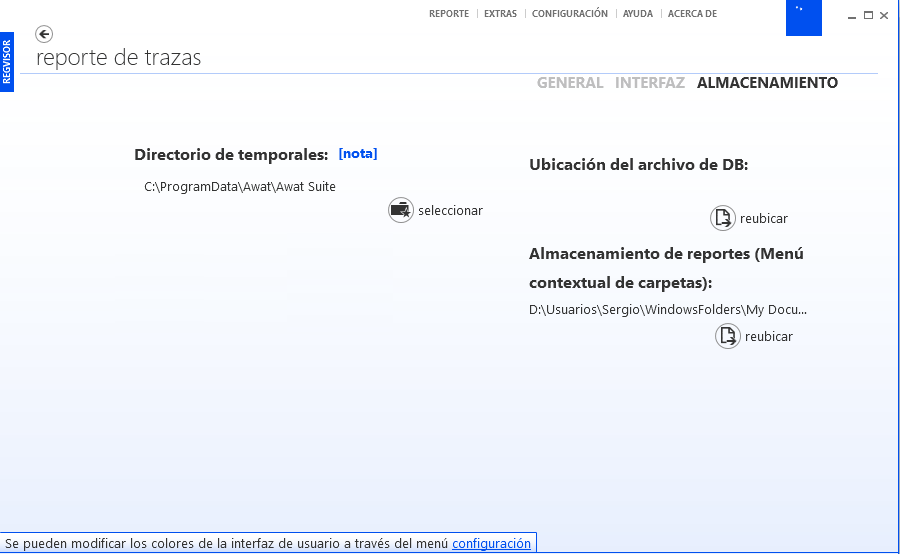 REPORTE EXTRAS CONFIGURACIÓN AYUDA ACERCA DE
REGVISOR
reporte de trazas
GENERAL INTERFAZ ALMACENAMIENTO
Directorio de temporales: [nota]
C:\ProgramData\Awat\Awat Suite
seleccionar
Ubicación del archivo de DB:
reubicar
Almacenamiento de reportes (Menú
contextual de carpetas):
D:\Usuarios\Sergio\WindowsFolders\My Docu...
reubicar
Se pueden modificar los colores de la interfaz de usuario a través del menú configuración